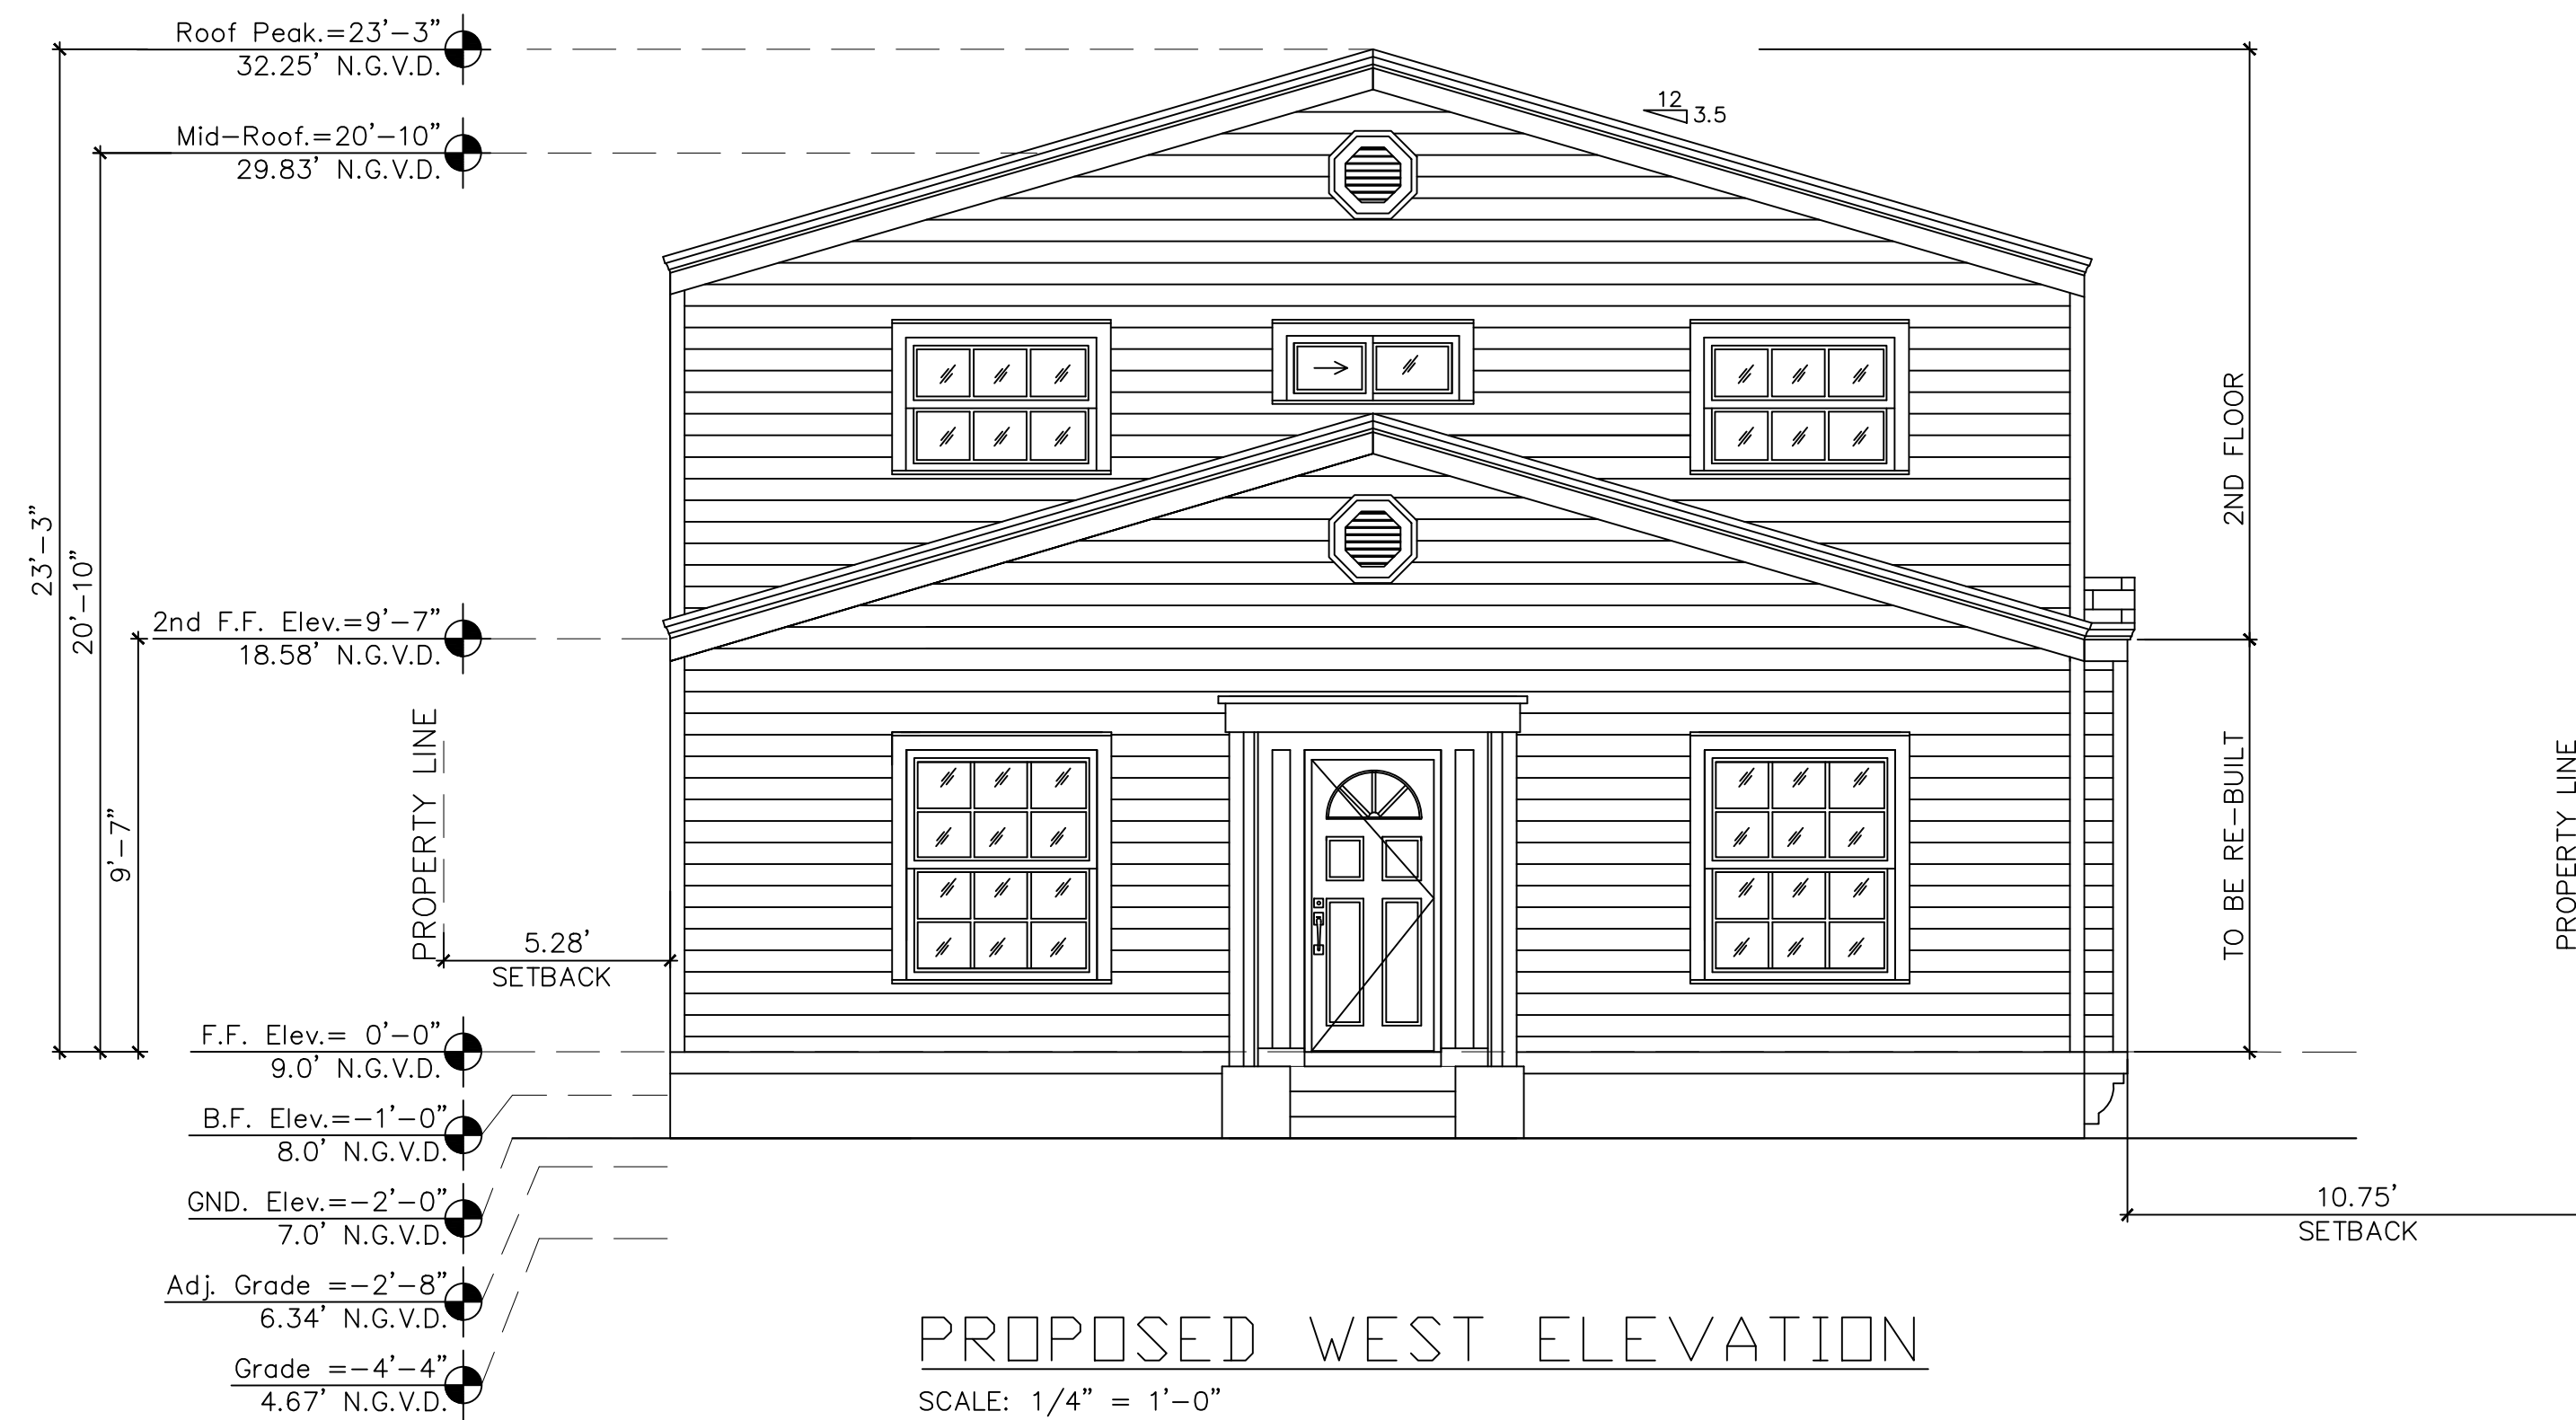 Roof Peak.=23'-3"
32.25' N.G.V.D.
12
3.5
Mid-Roof.=20'-10"
29.83' N.G.V.D.
2ND FLOOR
23'-3"
20'-10"
2nd F.F. Elev.=9'-7"
18.58' N.G.V.D.
PROPERTY LINE
9'-7"
TO BE RE-BUILT
PROPERTY LINE
5.28'
SETBACK
F.F. Elev.= 0'-0"
9.0' N.G.V.D.
B.F. Elev.=-1'-0"
8.0' N.G.V.D.
GND. Elev.=-2'-0"
7.0' N.G.V.D.
10.75'
SETBACK
Adj. Grade =-2'-8"
6.34' N.G.V.D.
Grade =-4'-4"
4.67' N.G.V.D.
PROPOSED WEST ELEVATION
SCALE: 1/4" = 1'-0"